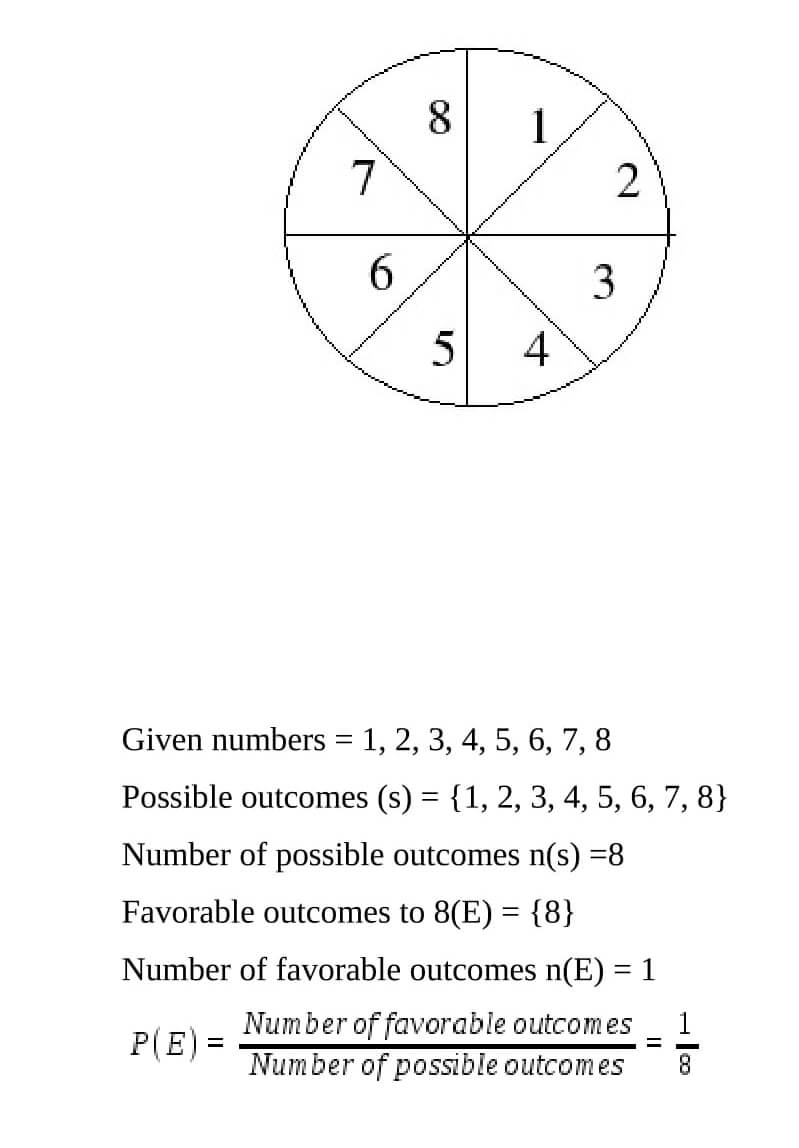 8 1
7 2
6 3
5 4
Given numbers = 1, 2, 3, 4, 5, 6, 7, 8
Possible outcomes (s) = {1, 2, 3, 4, 5, 6, 7, 8}
Number of possible outcomes n(s) =8
Favorable outcomes to 8(E) = {8}
Number of favorable outcomes n(E) = 1
P(E) = Number of favorable outcomes / Number of possible outcomes = 1/8